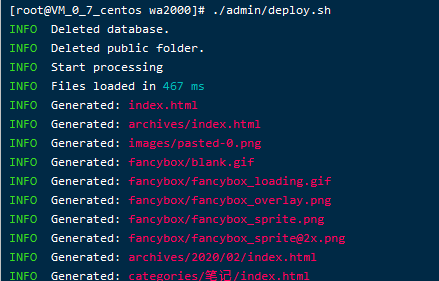 [root@VM_0_7_centos wa2000]# ./admin/deploy.sh
INFO  Deleted database.
INFO  Deleted public folder.
INFO  Start processing
INFO  Files loaded in 467 ms
INFO  Generated: index.html
INFO  Generated: archives/index.html
INFO  Generated: images/pasted-0.png
INFO  Generated: fancybox/blank.gif
INFO  Generated: fancybox/fancybox_loading.gif
INFO  Generated: fancybox/fancybox_overlay.png
INFO  Generated: fancybox/fancybox_sprite.png
INFO  Generated: fancybox/fancybox_sprite@2x.png
INFO  Generated: archives/2020/02/index.html
INFO  Generated: categories/笔记/index.html